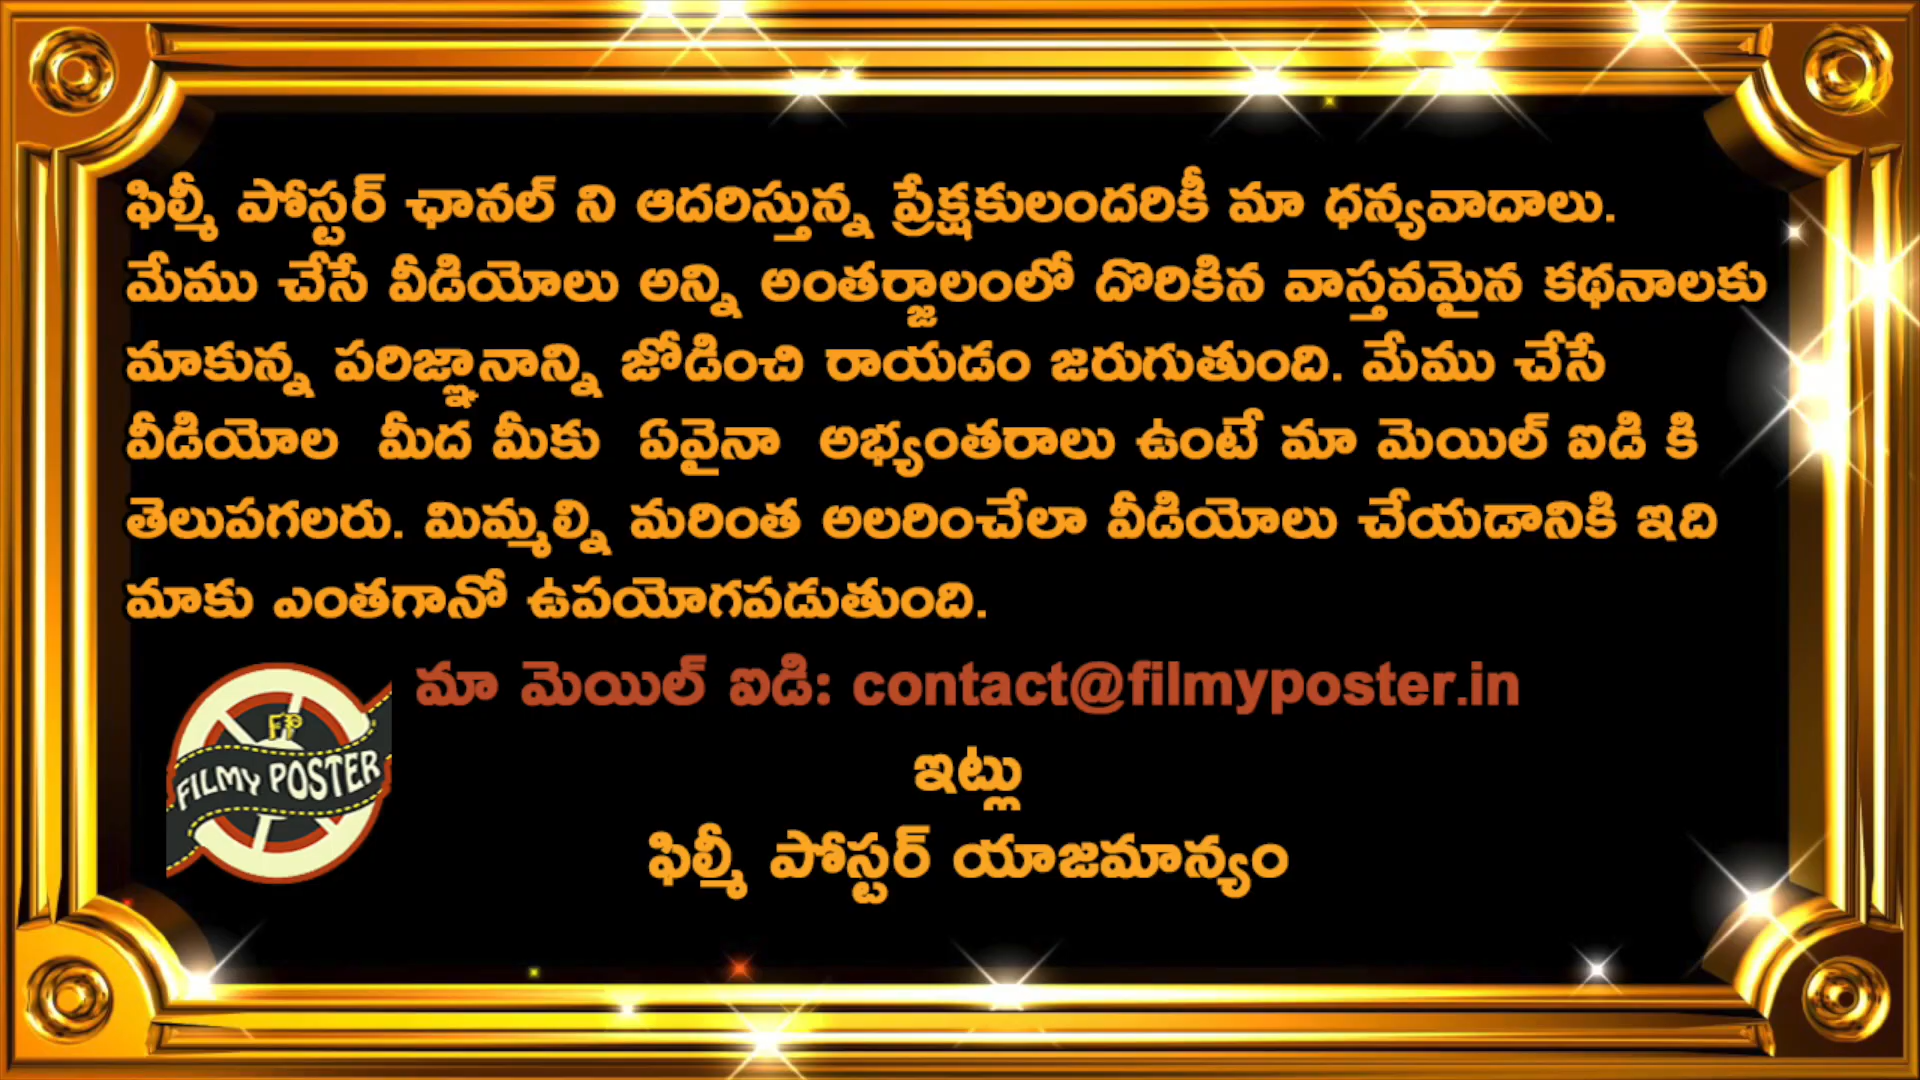 ఫిల్మీ పోస్టర్ ఛానల్ ని ఆదరిస్తున్న ప్రేక్షకులందరికీ మా ధన్యవాదాలు.
మేము చేసే వీడియోలు అన్ని అంతర్జాలంలో దొరికిన వాస్తవమైన కథనాలకు
మాకున్న పరిజ్ఞానాన్ని జోడించి రాయడం జరుగుతుంది. మేము చేసే
వీడియోల మీద మీకు ఏవైనా అభ్యంతరాలు ఉంటే మా మెయిల్ ఐడి కి
తెలుపగలరు. మిమ్మల్ని మరింత అలరించేలా వీడియోలు చేయడానికి ఇది
మాకు ఎంతగానో ఉపయోగపడుతుంది.
మా మెయిల్ ఐడి: contact@filmyposter.in
FP
FILMY POSTER
ఇట్లు
ఫిల్మీ పోస్టర్ యాజమాన్యం